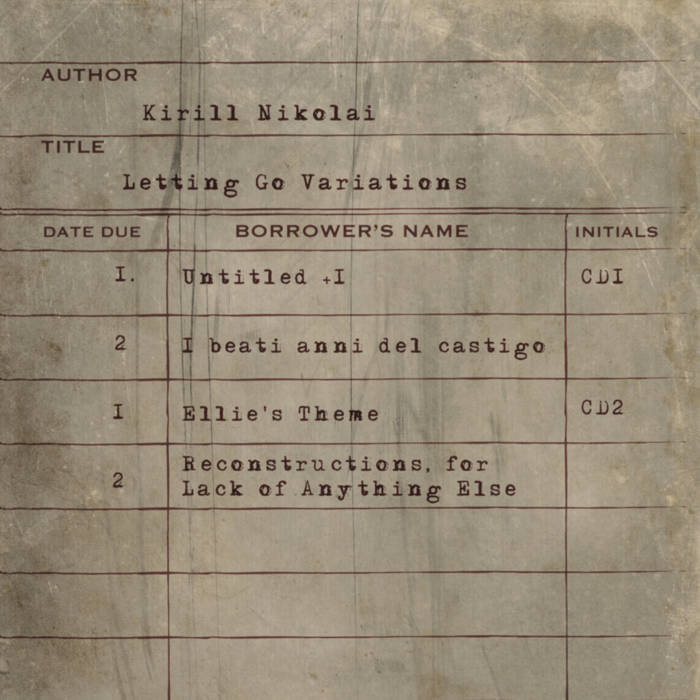 AUTHOR
Kirill Nikolai
TITLE
Letting Go Variations
DATE DUE BORROWER'S NAME INITIALS
I. Untitled +I CDI
2 I beati anni del castigo
I Ellie's Theme CD2
Reconstructions, for
2 Lack of Anything Else